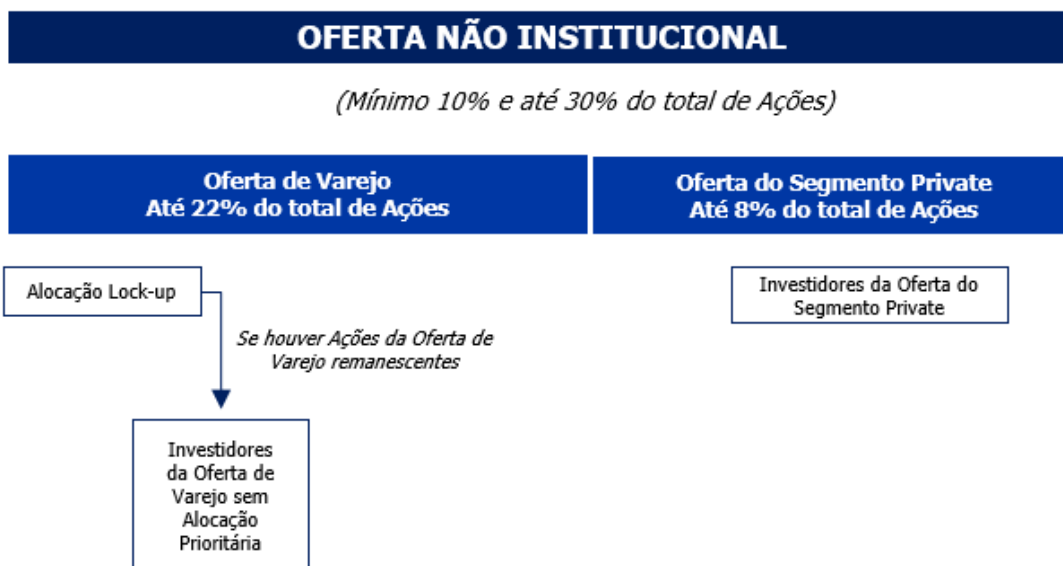 OFERTA NÃO INSTITUCIONAL
(Mínimo 10% e até 30% do total de Ações)
Oferta de Varejo
Até 22% do total de Ações
Oferta do Segmento Private
Até 8% do total de Ações
Alocação Lock-up
Se houver Ações da Oferta de
Varejo remanescentes
Investidores
da Oferta de
Varejo sem
Alocação
Prioritária
Investidores da Oferta do
Segmento Private